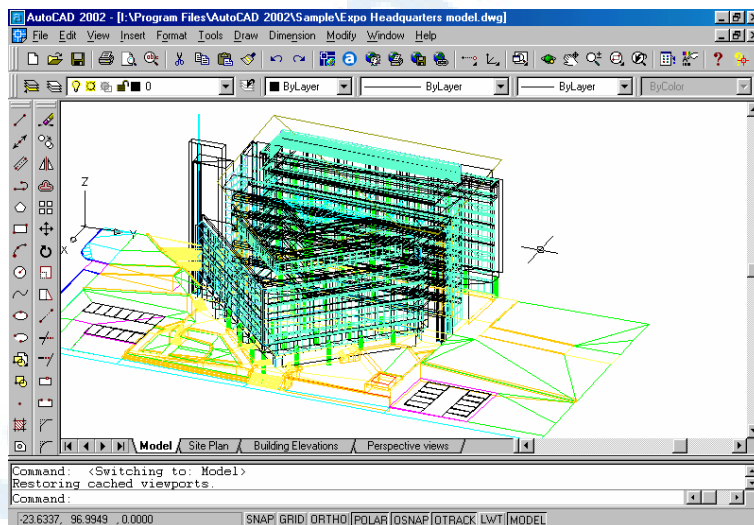 AutoCAD 2002 - [I:\Program Files\AutoCAD 2002\Sample\Expo Headquarters model.dwg]
File Edit View Insert Format Tools Draw Dimension Modify Window Help
0 ByLayer ByLayer ByLayer ByColor
Z
Y
X
Model Site Plan Building Elevations Perspective views
Command: <Switching to: Model>
Restoring cached viewports.
Command:
-23.6337, 96.9949 , 0.0000 SNAP GRID ORTHO POLAR OSNAP OTRACK LWT MODEL